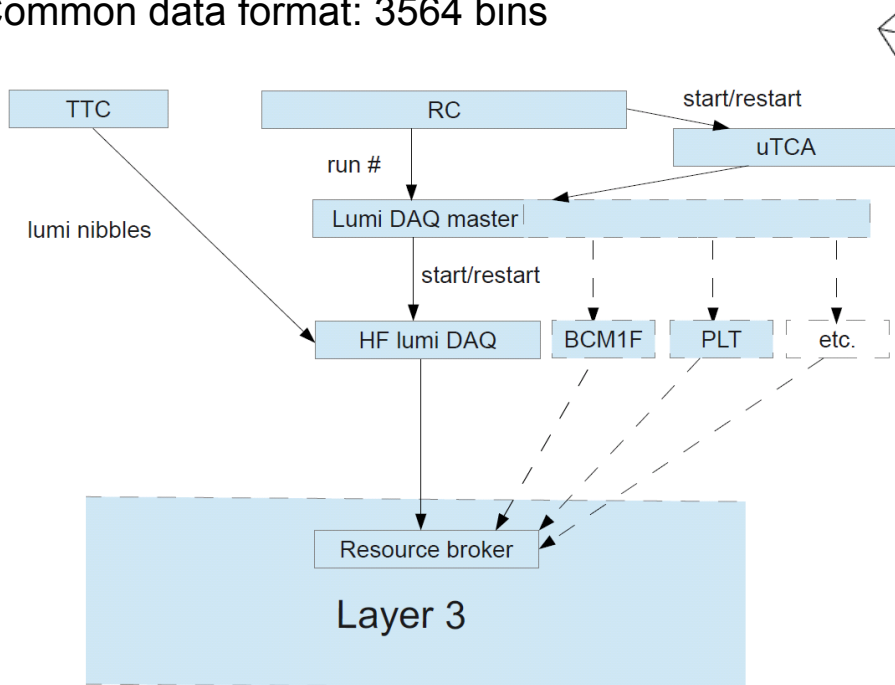 Common data format: 3564 bins
TTC
RC
start/restart
uTCA
run #
Lumi DAQ master
lumi nibbles
start/restart
HF lumi DAQ
BCM1F
PLT
etc.
Resource broker
Layer 3